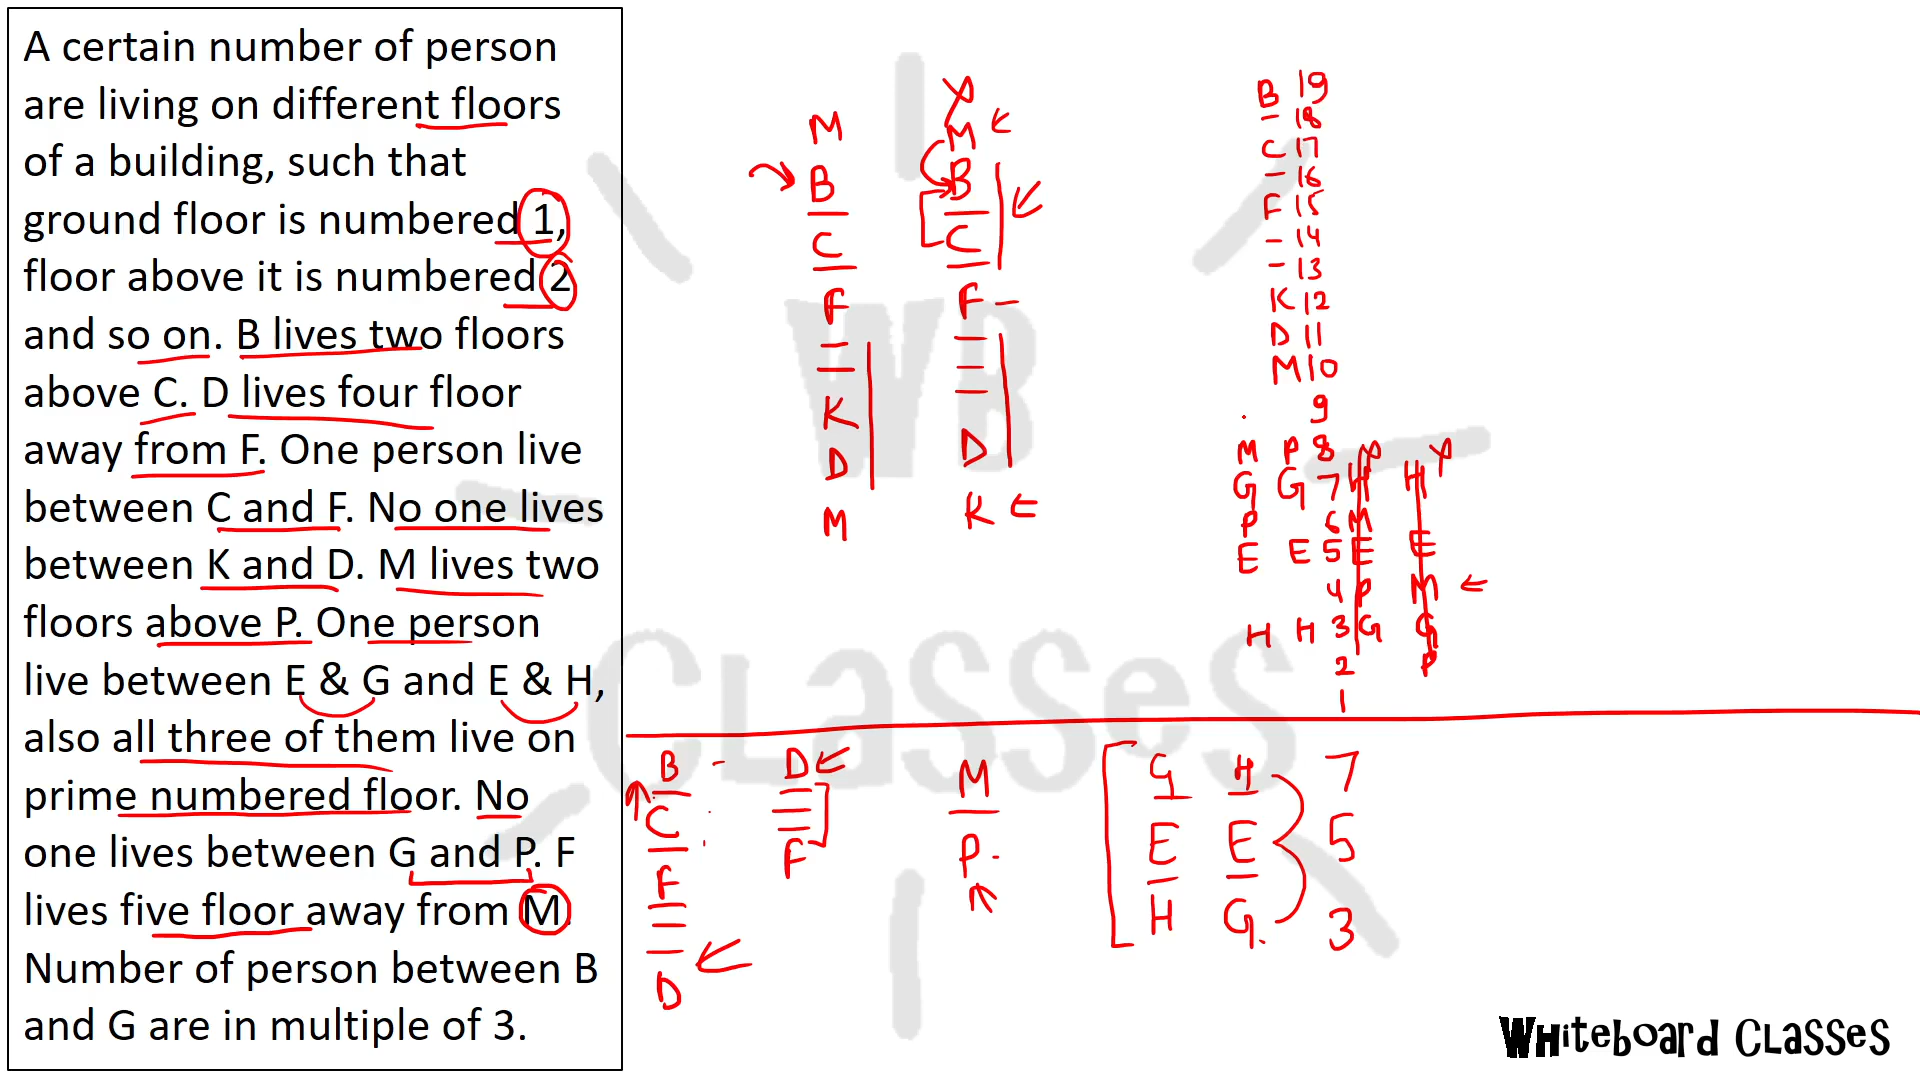 A certain number of person
are living on different floors
of a building, such that
ground floor is numbered 1,
floor above it is numbered 2
and so on. B lives two floors
above C. D lives four floor
away from F. One person live
between C and F. No one lives
between K and D. M lives two
floors above P. One person
live between E & G and E & H,
also all three of them live on
prime numbered floor. No
one lives between G and P. F
lives five floor away from M
Number of person between B
and G are in multiple of 3.
M
B
C
F
K
D
M
M
B
C
F
D
K
B 19
– 18
C 17
– 16
F 15
– 14
– 13
K 12
D 11
M 10
9
M P 8
G G 7 H H
P 6 M
E E 5 E E
4 P M
H H 3 G G
2 P
1
B
C
F
D
D
F
M
P
G H 7
E E 5
H G 3
WB
CLASSES
WHITEBOARD CLASSES